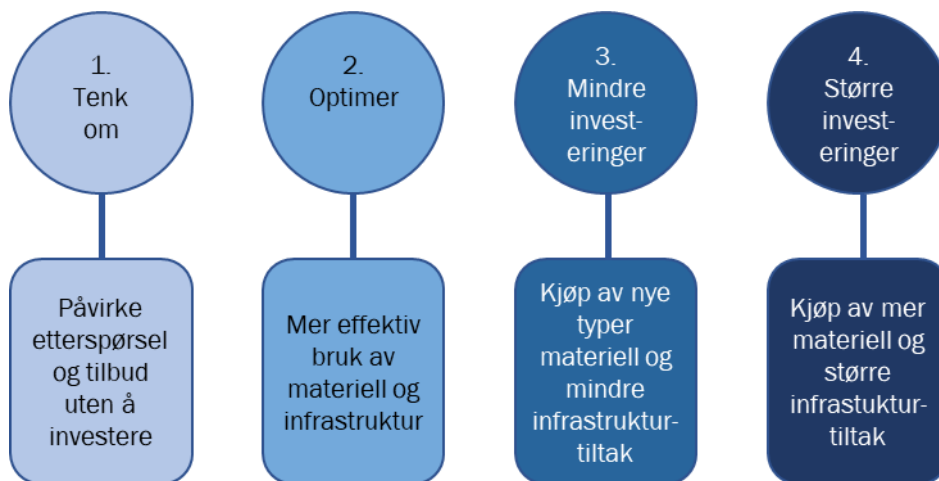 1.
Tenk
om
2.
Optimer
3.
Mindre
invest-
eringer
4.
Større
invest-
eringer
Påvirke
etterspørsel
og tilbud
uten å
investere
Mer effektiv
bruk av
materiell og
infrastruktur
Kjøp av nye
typer
materiell og
mindre
infrastruktur-
tiltak
Kjøp av mer
materiell og
større
infrastuktur-
tiltak